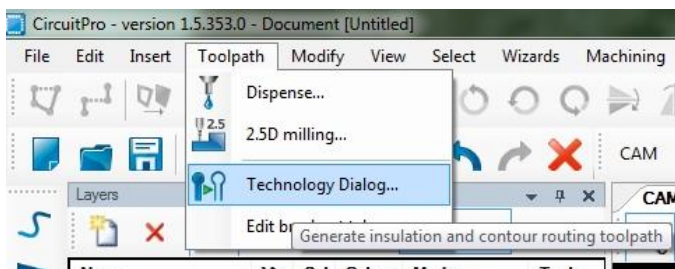 CircuitPro - version 1.5.353.0 - Document [Untitled]
File Edit Insert Toolpath Modify View Select Wizards Machining
Dispense...
2.5
2.5D milling...
CAM
Technology Dialog...
Layers
CAM
Edit
Generate insulation and contour routing toolpath